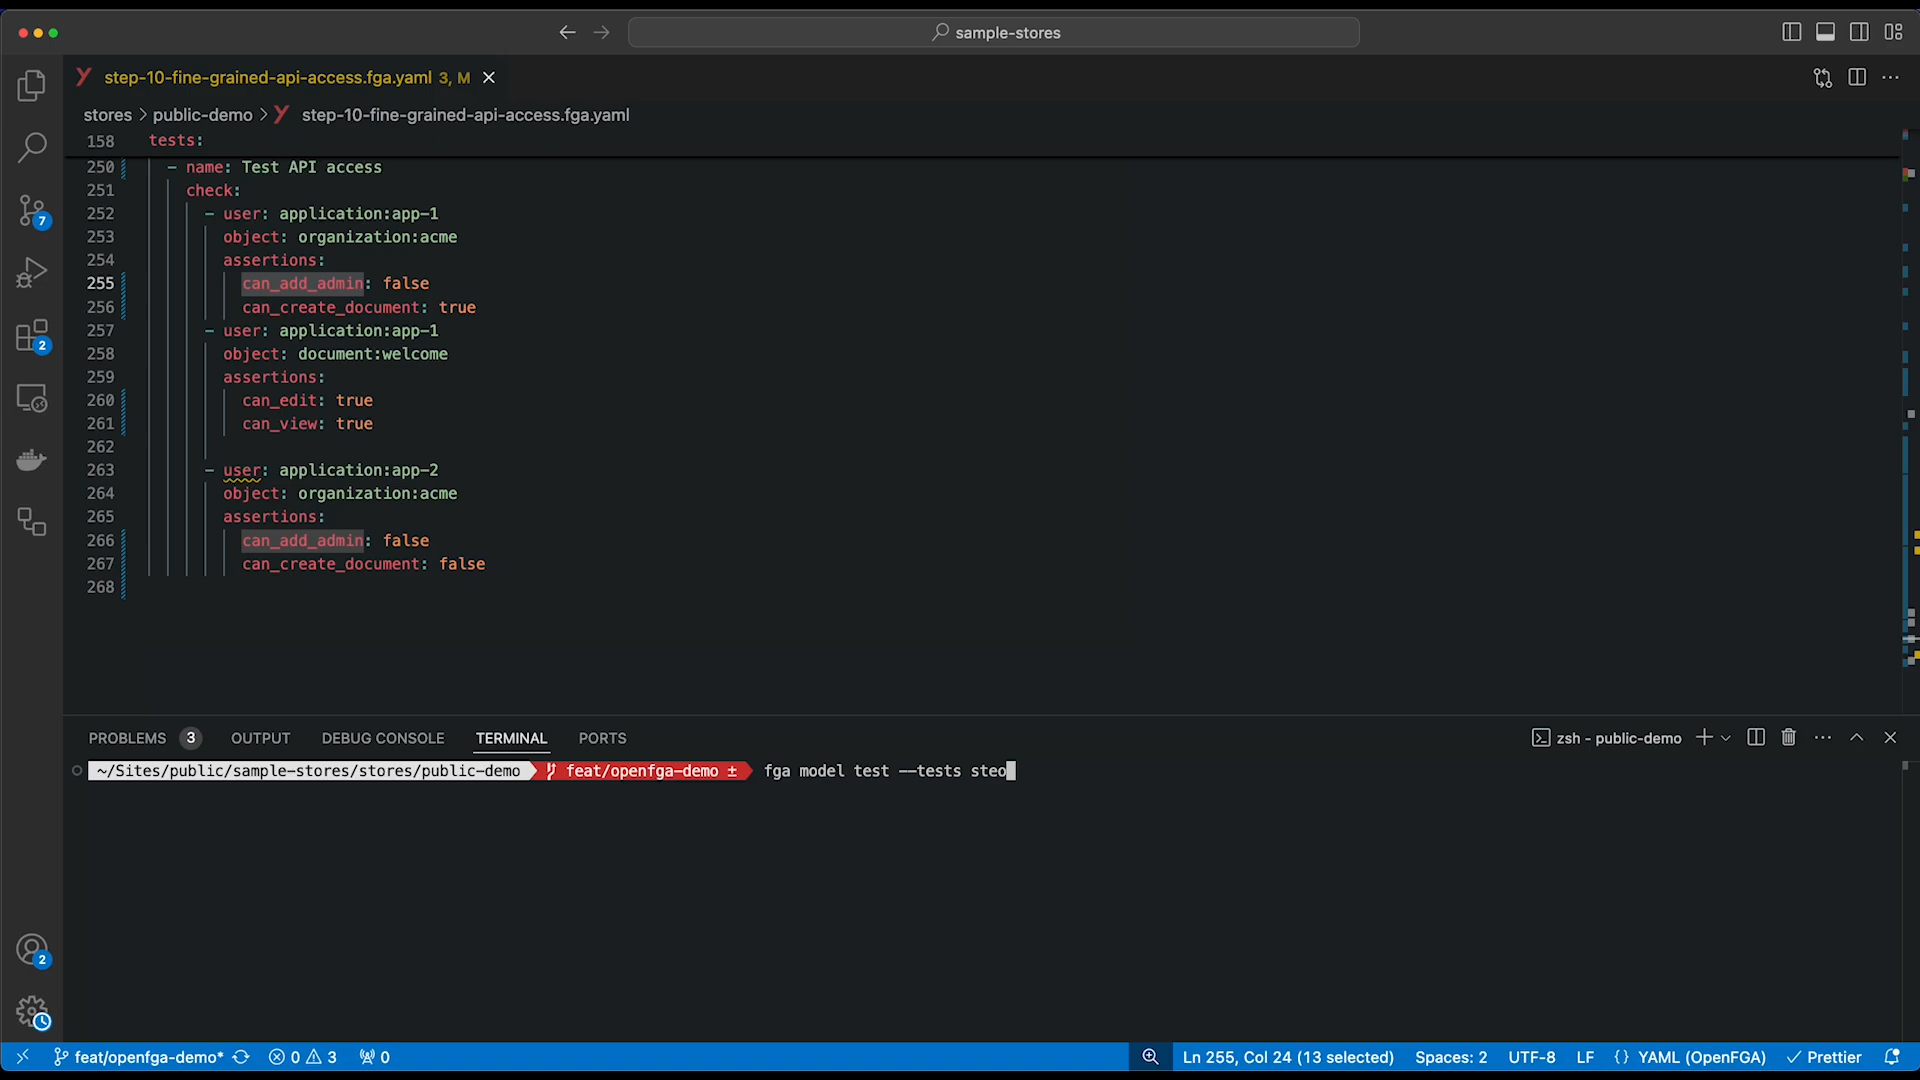 sample-stores
step-10-fine-grained-api-access.fga.yaml 3, M
stores > public-demo > step-10-fine-grained-api-access.fga.yaml
158 tests:
250 - name: Test API access
251 check:
252 - user: application:app-1
253 object: organization:acme
254 assertions:
255 can_add_admin: false
256 can_create_document: true
257 - user: application:app-1
258 object: document:welcome
259 assertions:
260 can_edit: true
261 can_view: true
262
263 - user: application:app-2
264 object: organization:acme
265 assertions:
266 can_add_admin: false
267 can_create_document: false
268
7
2
PROBLEMS 3 OUTPUT DEBUG CONSOLE TERMINAL PORTS zsh - public-demo
~/Sites/public/sample-stores/stores/public-demo feat/openfga-demo ± fga model test --tests steo
2
feat/openfga-demo* 0 3 0 Ln 255, Col 24 (13 selected) Spaces: 2 UTF-8 LF {} YAML (OpenFGA) Prettier